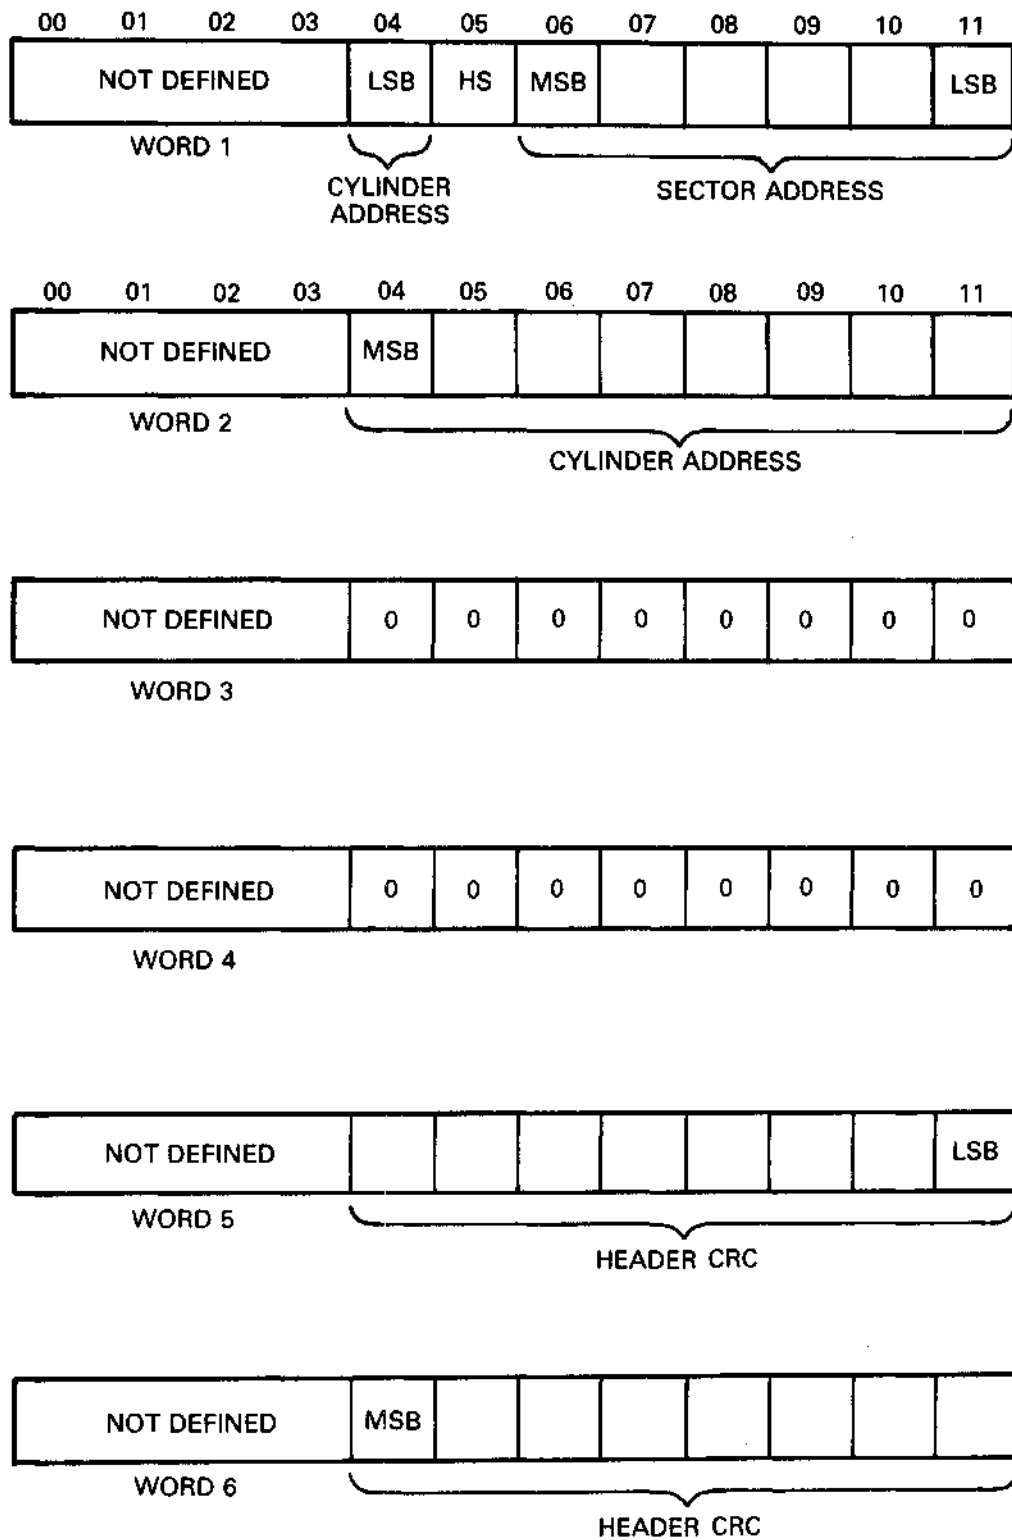 00 01 02 03 04 05 06 07 08 09 10 11
NOT DEFINED LSB HS MSB LSB
WORD 1
CYLINDER
ADDRESS
SECTOR ADDRESS
00 01 02 03 04 05 06 07 08 09 10 11
NOT DEFINED MSB
WORD 2
CYLINDER ADDRESS
NOT DEFINED 0 0 0 0 0 0 0 0
WORD 3
NOT DEFINED 0 0 0 0 0 0 0 0
WORD 4
NOT DEFINED LSB
WORD 5
HEADER CRC
NOT DEFINED MSB
WORD 6
HEADER CRC